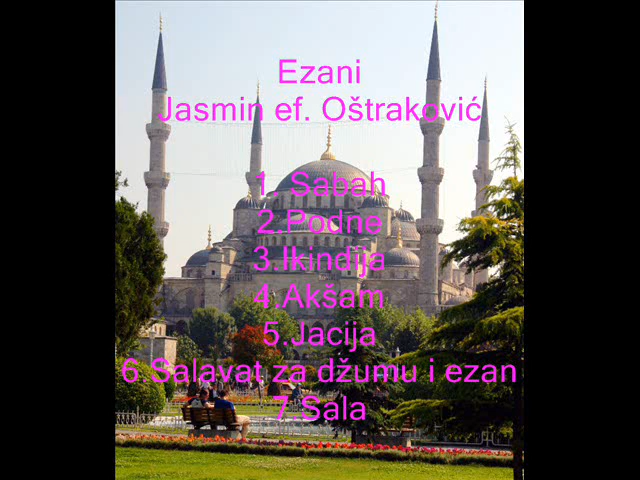 Ezani
Jasmin ef. Oštraković
1. Sabah
2.Podne
3.Ikindija
4.Akšam
5.Jacija
6.Salavat za džumu i ezan
7.Sala